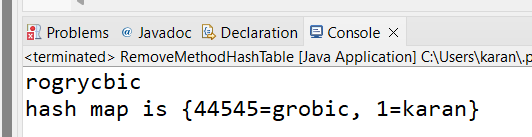 Problems @ Javadoc Declaration Console
<terminated> RemoveMethodHashTable [Java Application] C:\Users\karan\.p
rogrycbic
hash map is {44545=grobic, 1=karan}